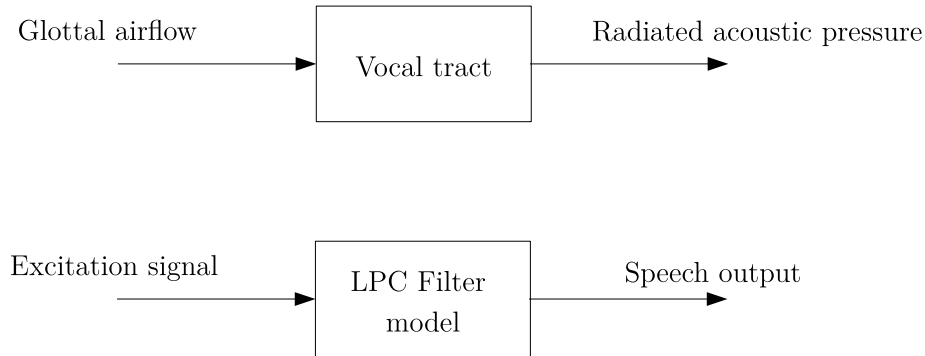 Glottal airflow
Vocal tract
Radiated acoustic pressure
Excitation signal
LPC Filter
model
Speech output